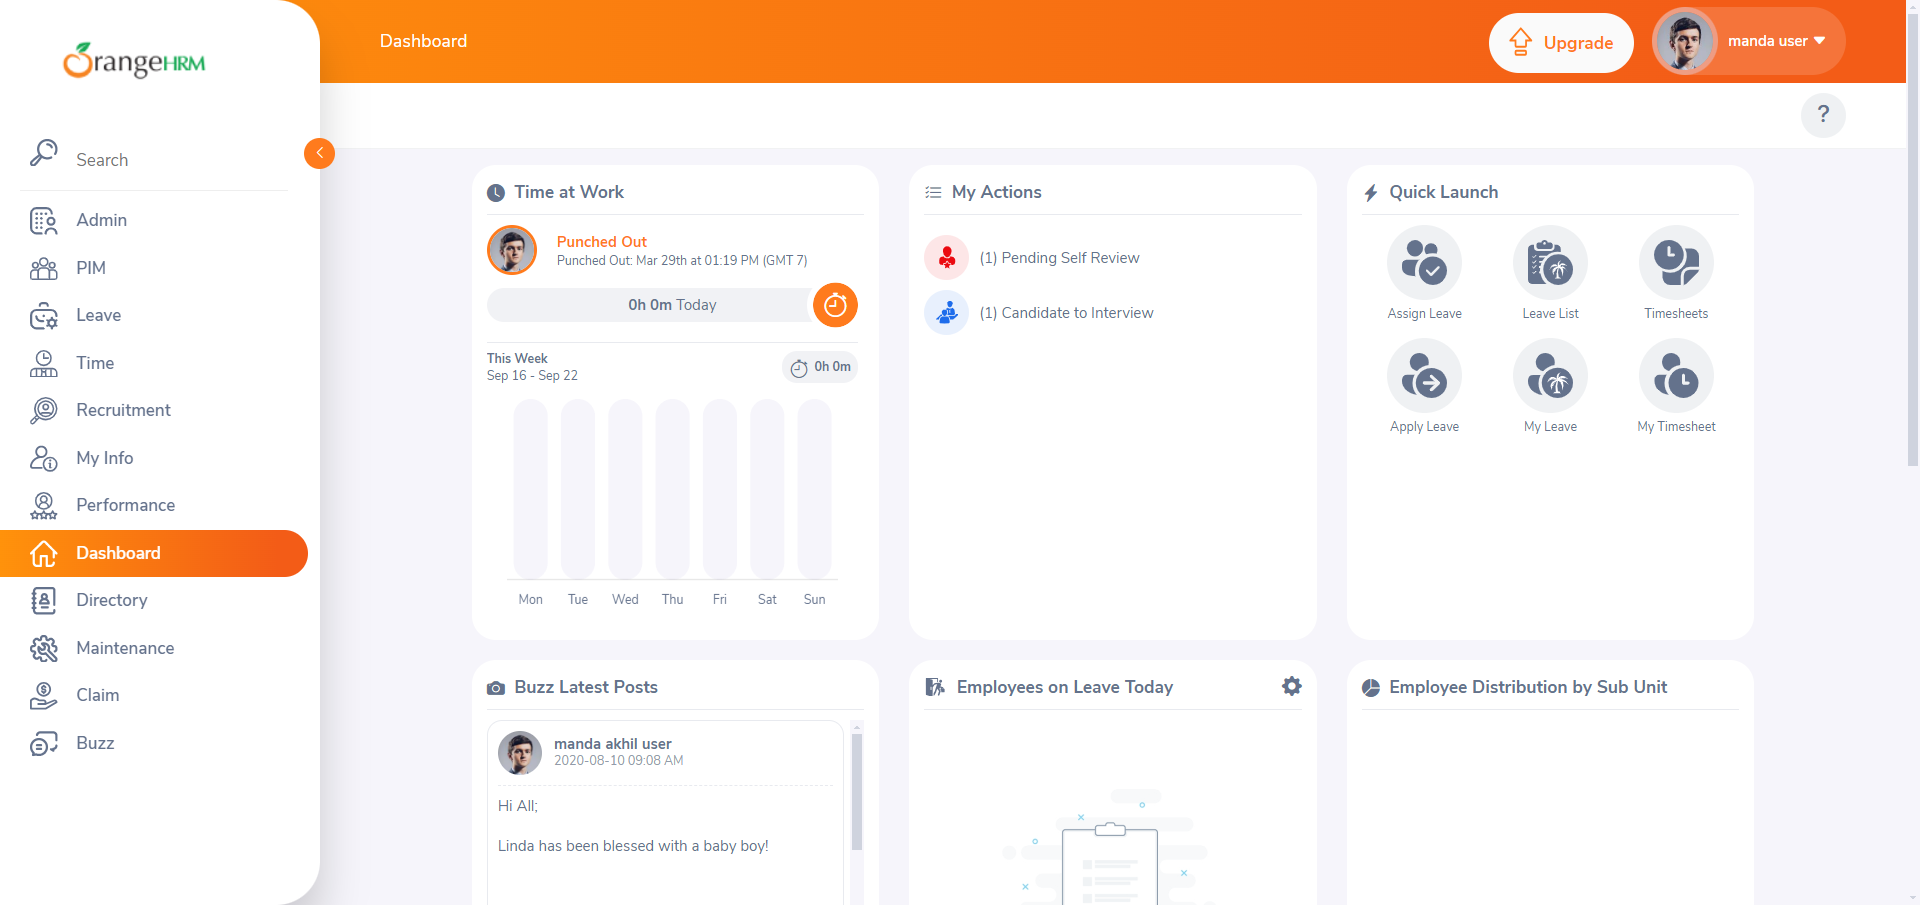 OrangeHRM
Search
Admin
PIM
Leave
Time
Recruitment
My Info
Performance
Dashboard
Directory
Maintenance
Claim
Buzz
Dashboard
Upgrade
manda user
?
Time at Work
Punched Out
Punched Out: Mar 29th at 01:19 PM (GMT 7)
0h 0m Today
This Week
Sep 16 - Sep 22
0h 0m
Mon Tue Wed Thu Fri Sat Sun
My Actions
(1) Pending Self Review
(1) Candidate to Interview
Quick Launch
Assign Leave
Leave List
Timesheets
Apply Leave
My Leave
My Timesheet
Buzz Latest Posts
manda akhil user
2020-08-10 09:08 AM
Hi All;
Linda has been blessed with a baby boy!
Employees on Leave Today
Employee Distribution by Sub Unit